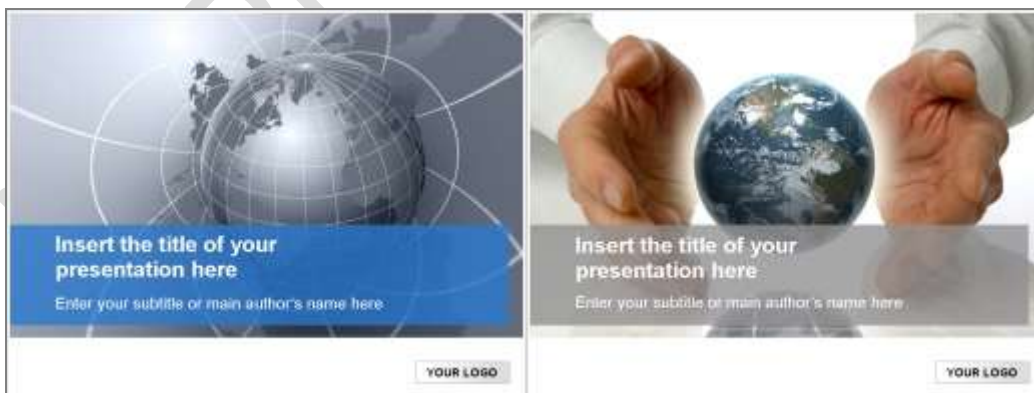 Insert the title of your
presentation here
Enter your subtitle or main author's name here
YOUR LOGO
Insert the title of your
presentation here
Enter your subtitle or main author's name here
YOUR LOGO